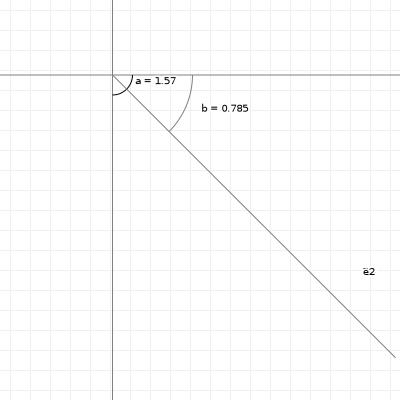 a = 1.57
b = 0.785
e2